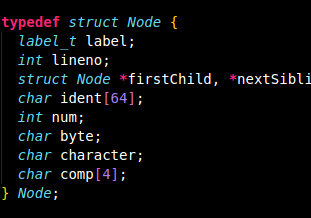 typedef struct Node {
label_t label;
int lineno;
struct Node *firstChild, *nextSibli
char ident[64];
int num;
char byte;
char character;
char comp[4];
} Node;